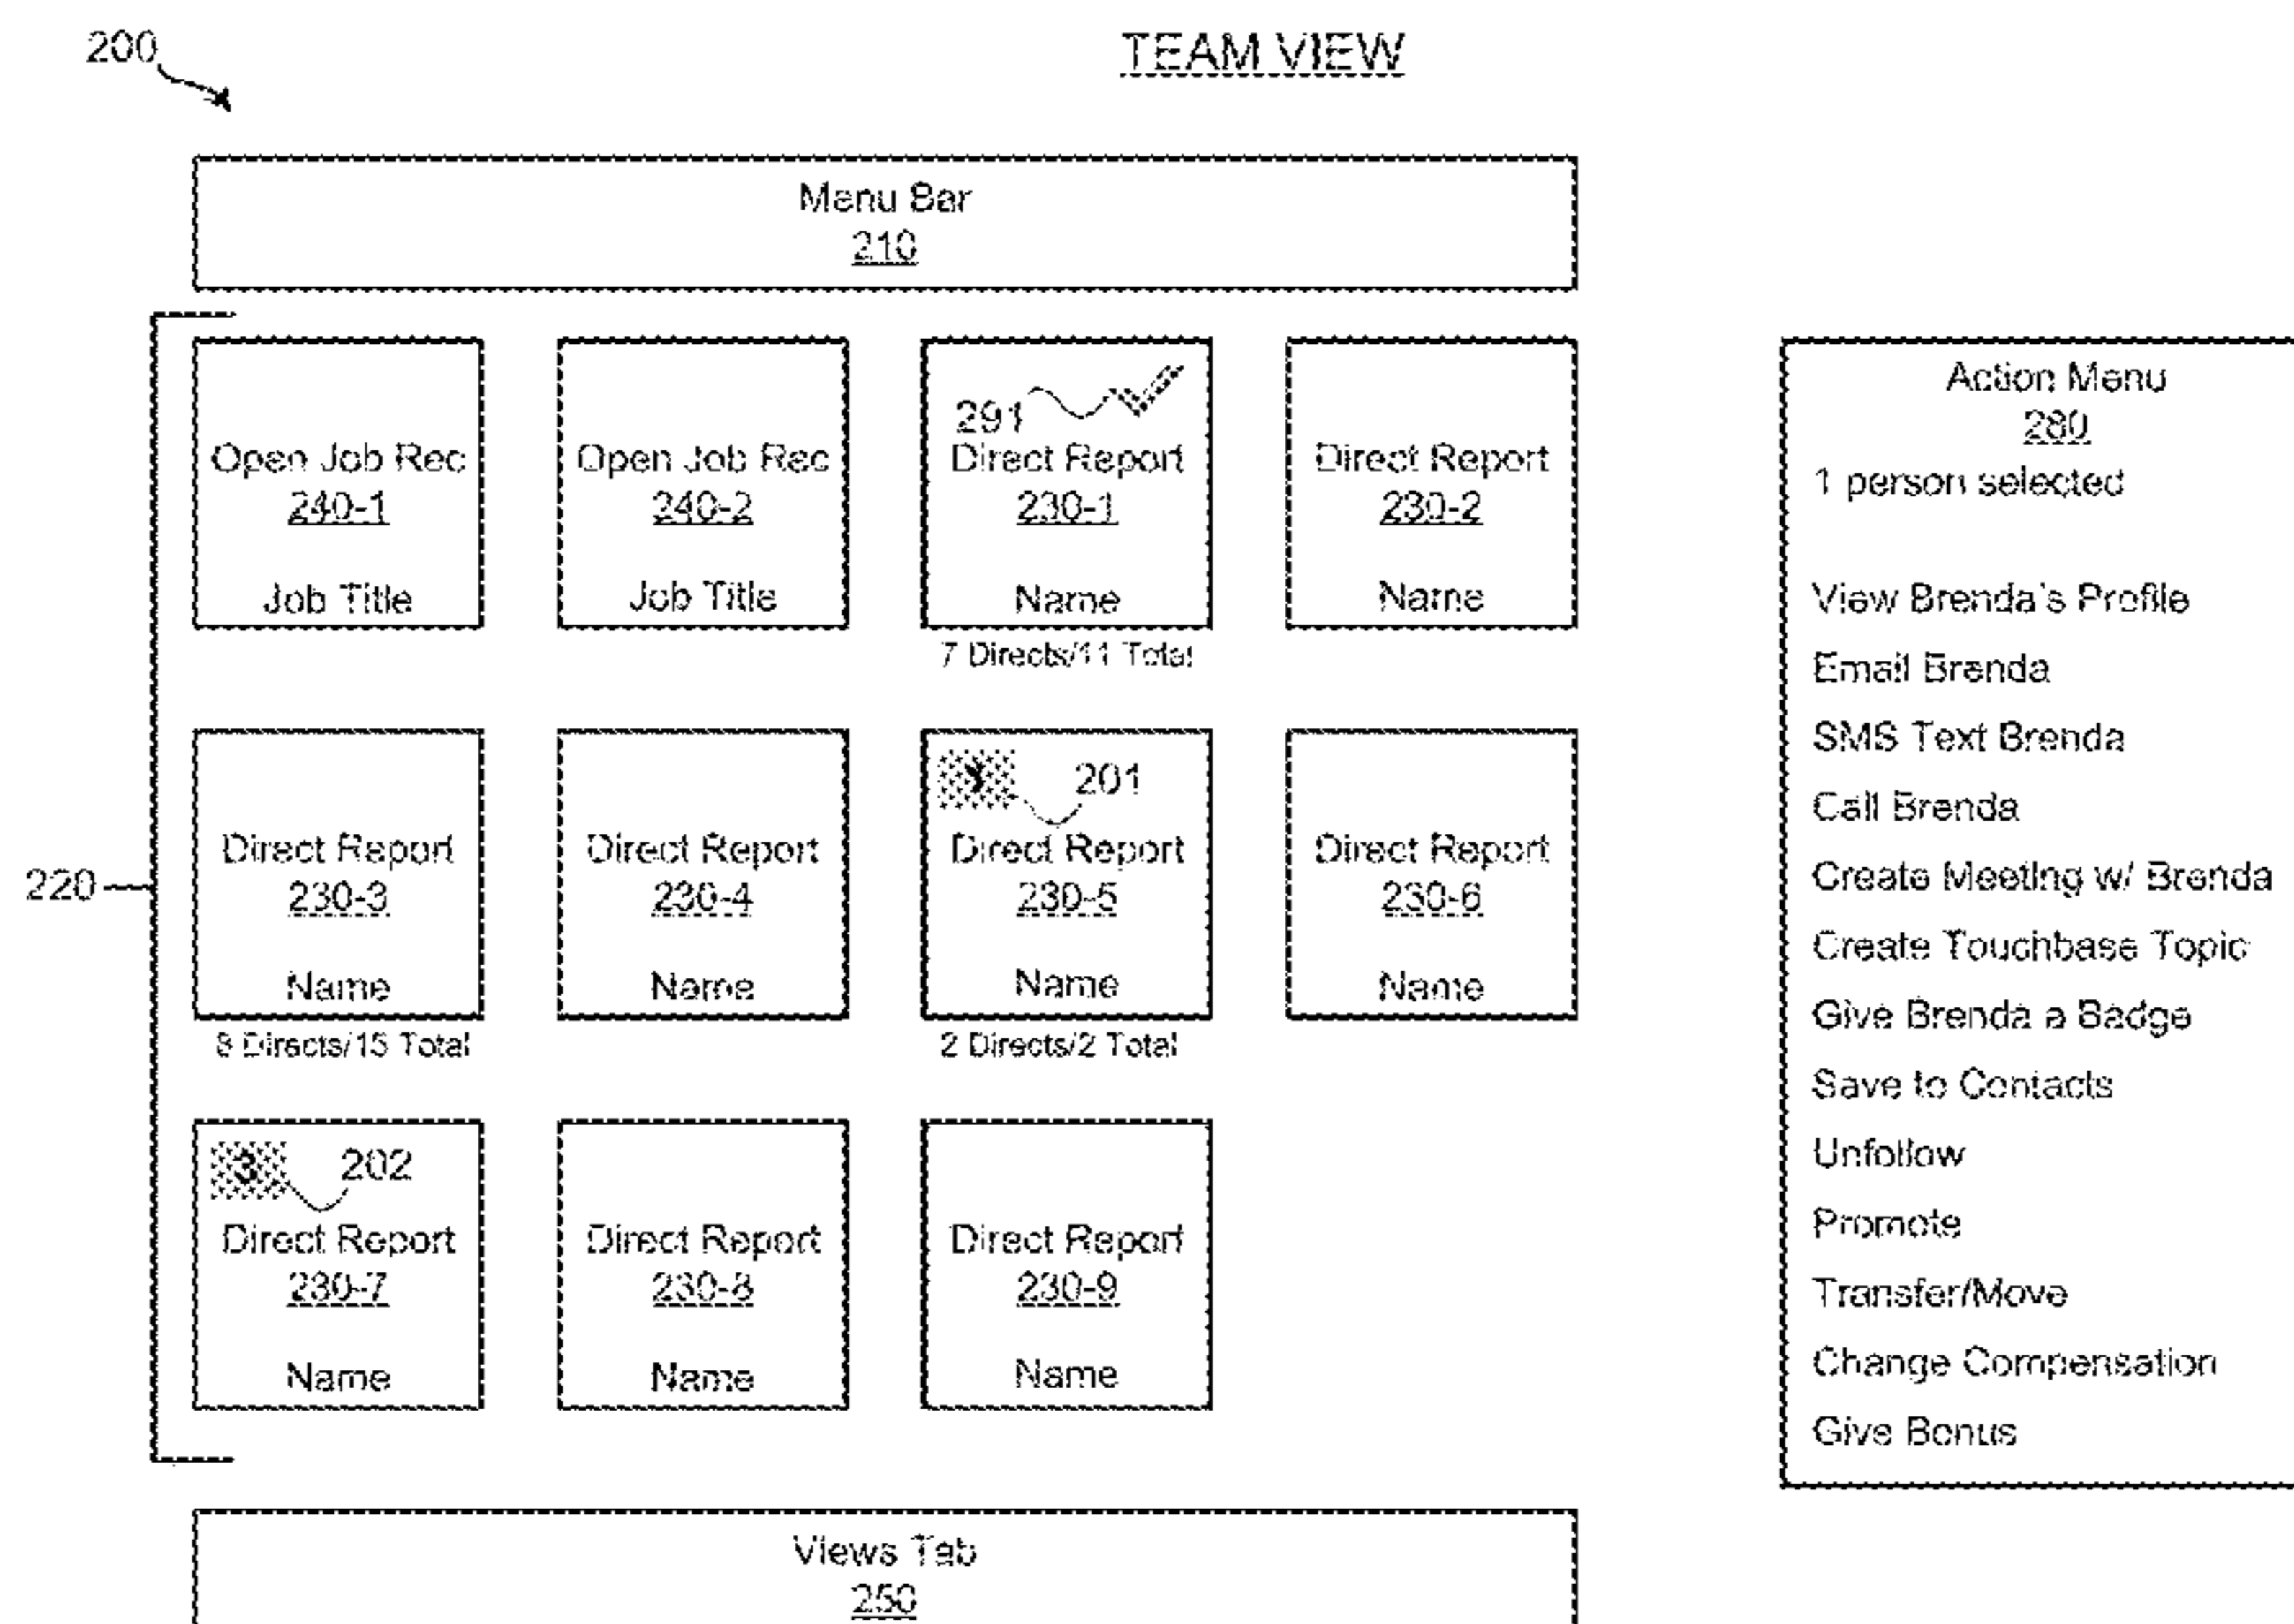 200
TEAM VIEW
Menu Bar
210
Open Job Rec
240-1
Job Title
Open Job Rec
240-2
Job Title
291
Direct Report
230-1
Name
7 Directs/11 Total
Direct Report
230-2
Name
220
Direct Report
230-3
Name
8 Directs/15 Total
Direct Report
230-4
Name
201
Direct Report
230-5
Name
2 Directs/2 Total
Direct Report
230-6
Name
3
202
Direct Report
230-7
Name
Direct Report
230-8
Name
Direct Report
230-9
Name
Views Tab
250
Action Menu
280
1 person selected
View Brenda's Profile
Email Brenda
SMS Text Brenda
Call Brenda
Create Meeting w/ Brenda
Create Touchbase Topic
Give Brenda a Badge
Save to Contacts
Unfollow
Promote
Transfer/Move
Change Compensation
Give Bonus